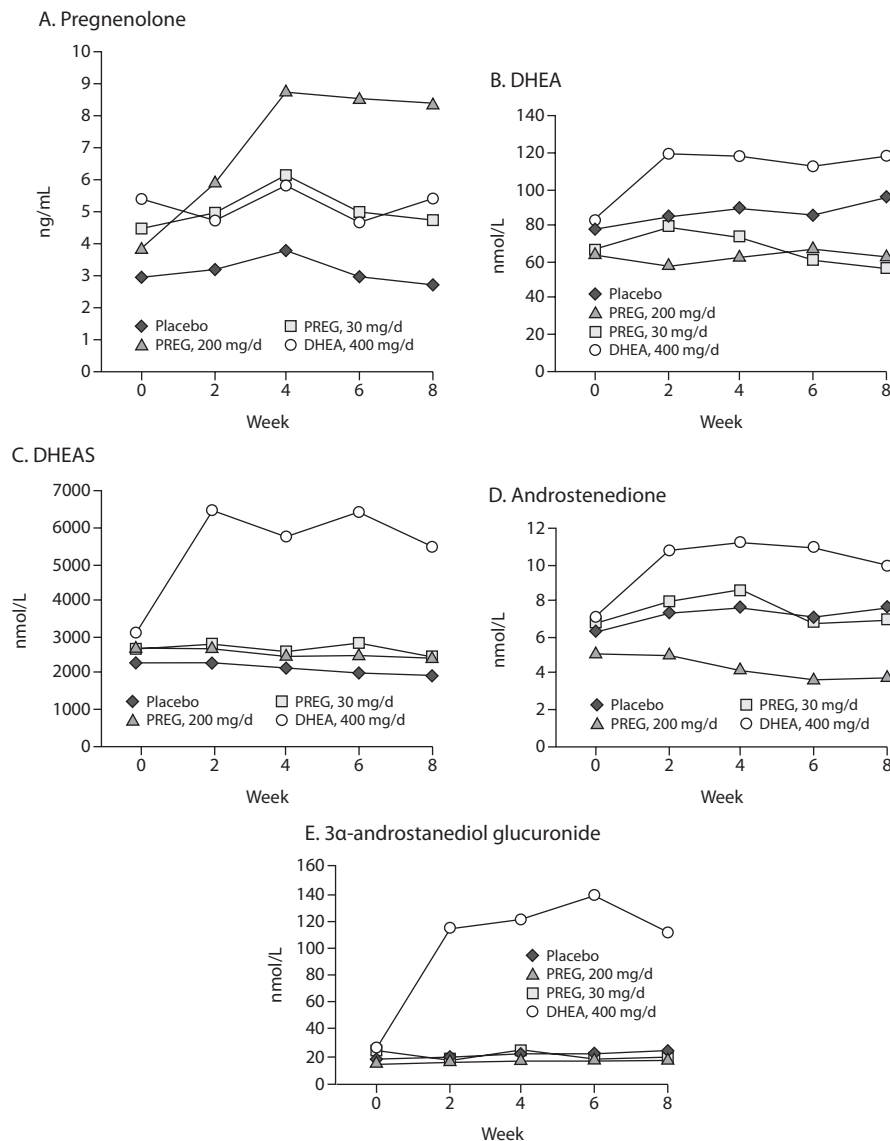 A. Pregnenolone
10
9
8
7
6
5
4
3
2
1
0
ng/mL
Placebo
PREG, 30 mg/d
PREG, 200 mg/d
DHEA, 400 mg/d
0 2 4 6 8
Week
B. DHEA
140
120
100
80
60
40
20
0
nmol/L
Placebo
PREG, 200 mg/d
PREG, 30 mg/d
DHEA, 400 mg/d
0 2 4 6 8
Week
C. DHEAS
7000
6000
5000
4000
3000
2000
1000
0
nmol/L
Placebo
PREG, 30 mg/d
PREG, 200 mg/d
DHEA, 400 mg/d
0 2 4 6 8
Week
D. Androstenedione
12
10
8
6
4
2
0
nmol/L
Placebo
PREG, 30 mg/d
PREG, 200 mg/d
DHEA, 400 mg/d
0 2 4 6 8
Week
E. 3α-androstanediol glucuronide
160
140
120
100
80
60
40
20
0
nmol/L
Placebo
PREG, 200 mg/d
PREG, 30 mg/d
DHEA, 400 mg/d
0 2 4 6 8
Week